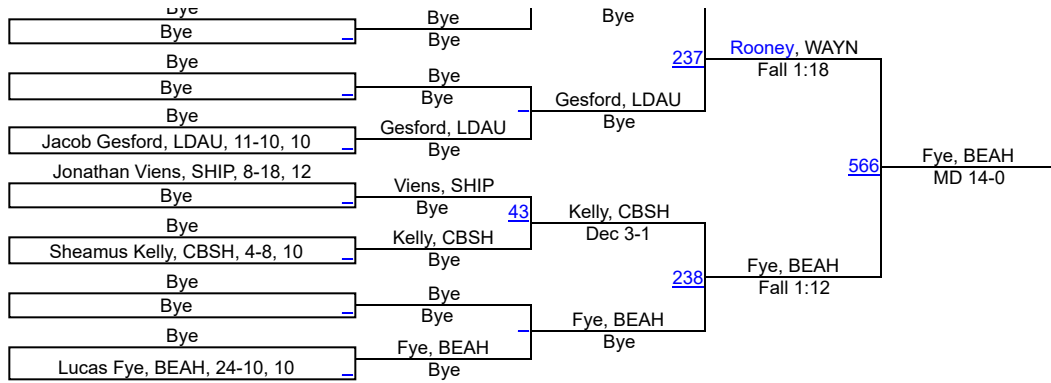 Bye
Bye
Bye
Bye
Bye
Jacob Gesford, LDAU, 11-10, 10
Jonathan Viens, SHIP, 8-18, 12
Bye
Bye
Sheamus Kelly, CBSH, 4-8, 10
Bye
Bye
Bye
Lucas Fye, BEAH, 24-10, 10
Bye
Bye
Bye
Bye
Gesford, LDAU
Bye
Viens, SHIP
Bye
43
Kelly, CBSH
Bye
Bye
Bye
Fye, BEAH
Bye
Bye
Gesford, LDAU
Bye
Kelly, CBSH
Dec 3-1
Fye, BEAH
Bye
237
Rooney, WAYN
Fall 1:18
238
Fye, BEAH
Fall 1:12
566
Fye, BEAH
MD 14-0